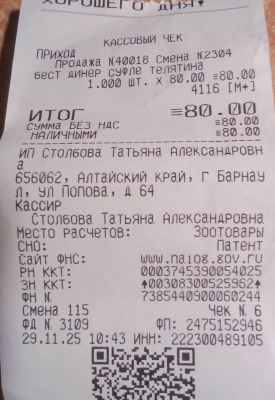 ХОРОШЕГО ДНЯ!
КАССОВЫЙ ЧЕК
ПРИХОД
Продажа N40018 Смена N2304
бест динер суфле телятина
1.000 шт. X 80.00 ≡80.00
4116 [М+]
ИТОГ ≡80.00
СУММА БЕЗ НДС ≡80.00
НАЛИЧНЫМИ ≡80.00
ИП Столбова Татьяна Александровн
а
656062, Алтайский край, г Барнау
л, ул Попова, д 64
Кассир
Столбова Татьяна Александровна
Место расчетов: Зоотовары
СНО: Патент
Сайт ФНС: www.nalog.gov.ru
РН ККТ: 0003745390054025
ЗН ККТ: 00308300525962
ФН N 7385440900060244
Смена 115 Чек N 6
ФД N 3109 ФП: 2475152946
29.11.25 10:43 ИНН: 222300489105